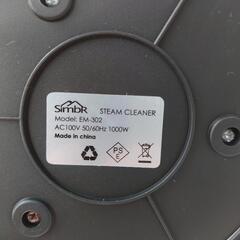 SimbR STEAM CLEANER
Model: EM-302
AC100V 50/60Hz 1000W
Made in china
PSE